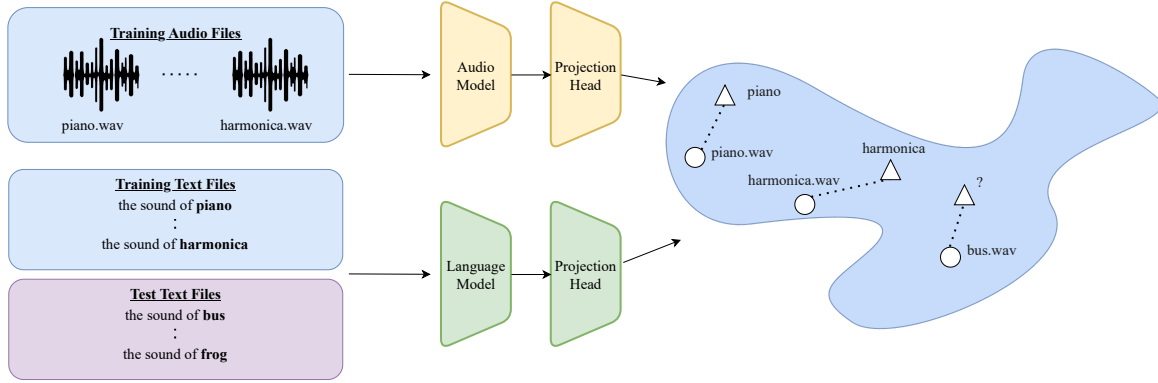 Training Audio Files
.....
piano.wav
harmonica.wav
Training Text Files
the sound of piano
:
the sound of harmonica
Test Text Files
the sound of bus
:
the sound of frog
Audio
Model
Projection
Head
Language
Model
Projection
Head
piano
piano.wav
harmonica
harmonica.wav
?
bus.wav